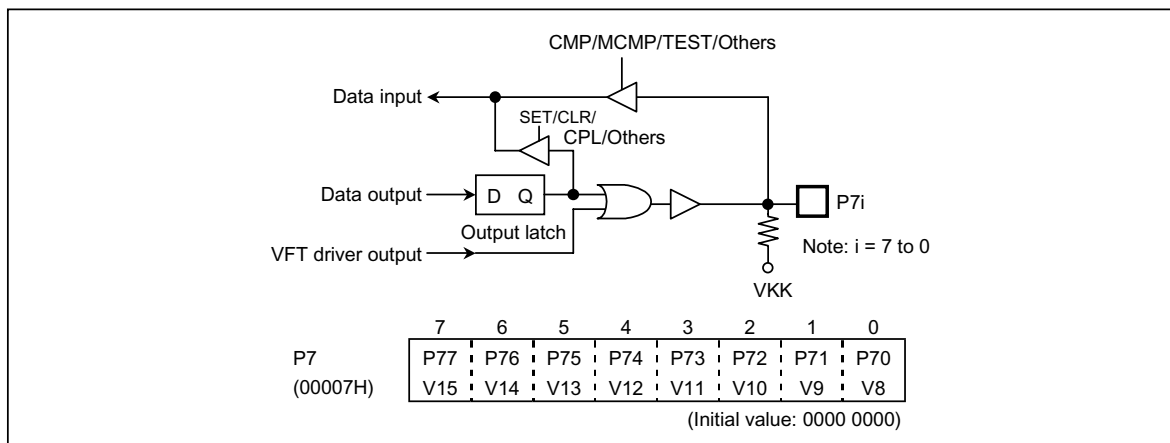 CMP/MCMP/TEST/Others
Data input
SET/CLR/
CPL/Others
Data output
D Q
P7i
Output latch
Note: i = 7 to 0
VFT driver output
VKK
7 6 5 4 3 2 1 0
P7 P77 P76 P75 P74 P73 P72 P71 P70
(00007H) V15 V14 V13 V12 V11 V10 V9 V8
(Initial value: 0000 0000)